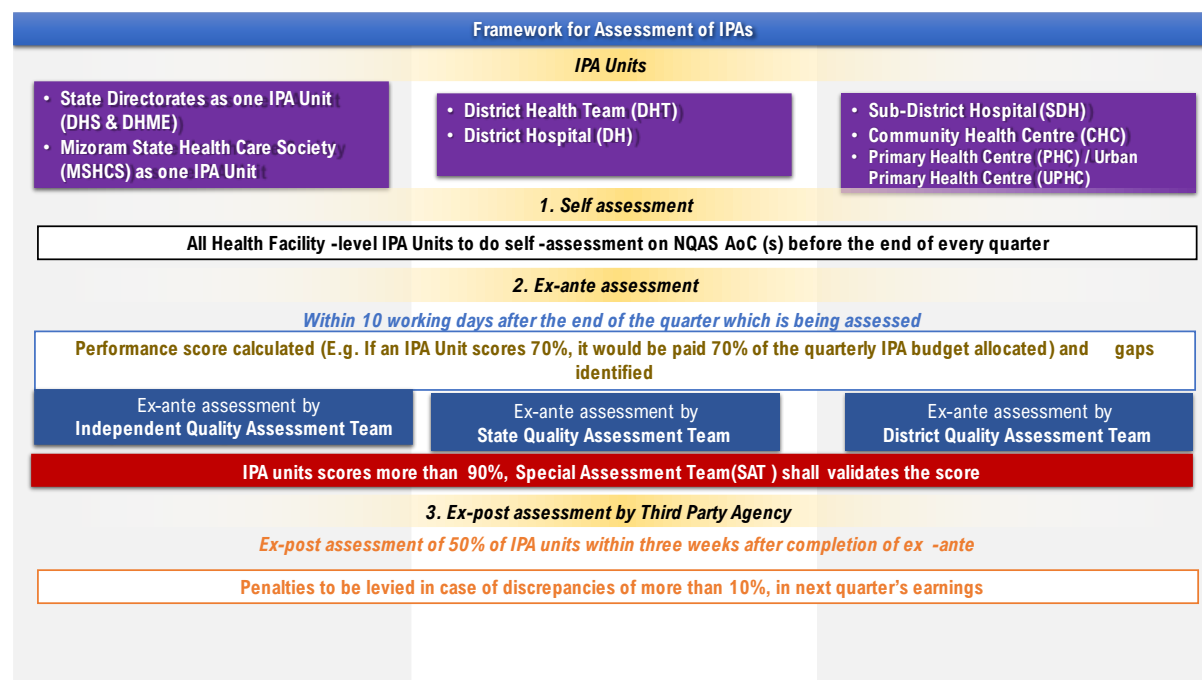 Framework for Assessment of IPAs
IPA Units
• State Directorates as one IPA Unit
(DHS & DHME)
• Mizoram State Health Care Society
(MSHCS) as one IPA Unit
• District Health Team (DHT)
• District Hospital (DH)
• Sub-District Hospital (SDH)
• Community Health Centre (CHC)
• Primary Health Centre (PHC) / Urban
Primary Health Centre (UPHC)
1. Self assessment
All Health Facility -level IPA Units to do self -assessment on NQAS AoC (s) before the end of every quarter
2. Ex-ante assessment
Within 10 working days after the end of the quarter which is being assessed
Performance score calculated (E.g. If an IPA Unit scores 70%, it would be paid 70% of the quarterly IPA budget allocated) and gaps
identified
Ex-ante assessment by
Independent Quality Assessment Team
Ex-ante assessment by
State Quality Assessment Team
Ex-ante assessment by
District Quality Assessment Team
IPA units scores more than 90%, Special Assessment Team(SAT ) shall validates the score
3. Ex-post assessment by Third Party Agency
Ex-post assessment of 50% of IPA units within three weeks after completion of ex -ante
Penalties to be levied in case of discrepancies of more than 10%, in next quarter's earnings